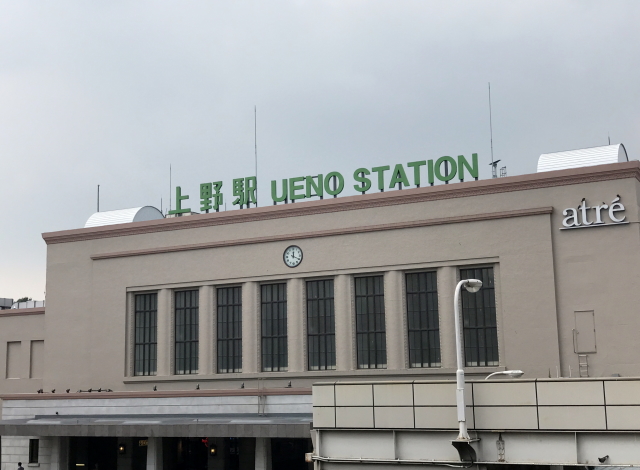 上野駅 UENO STATION
atré